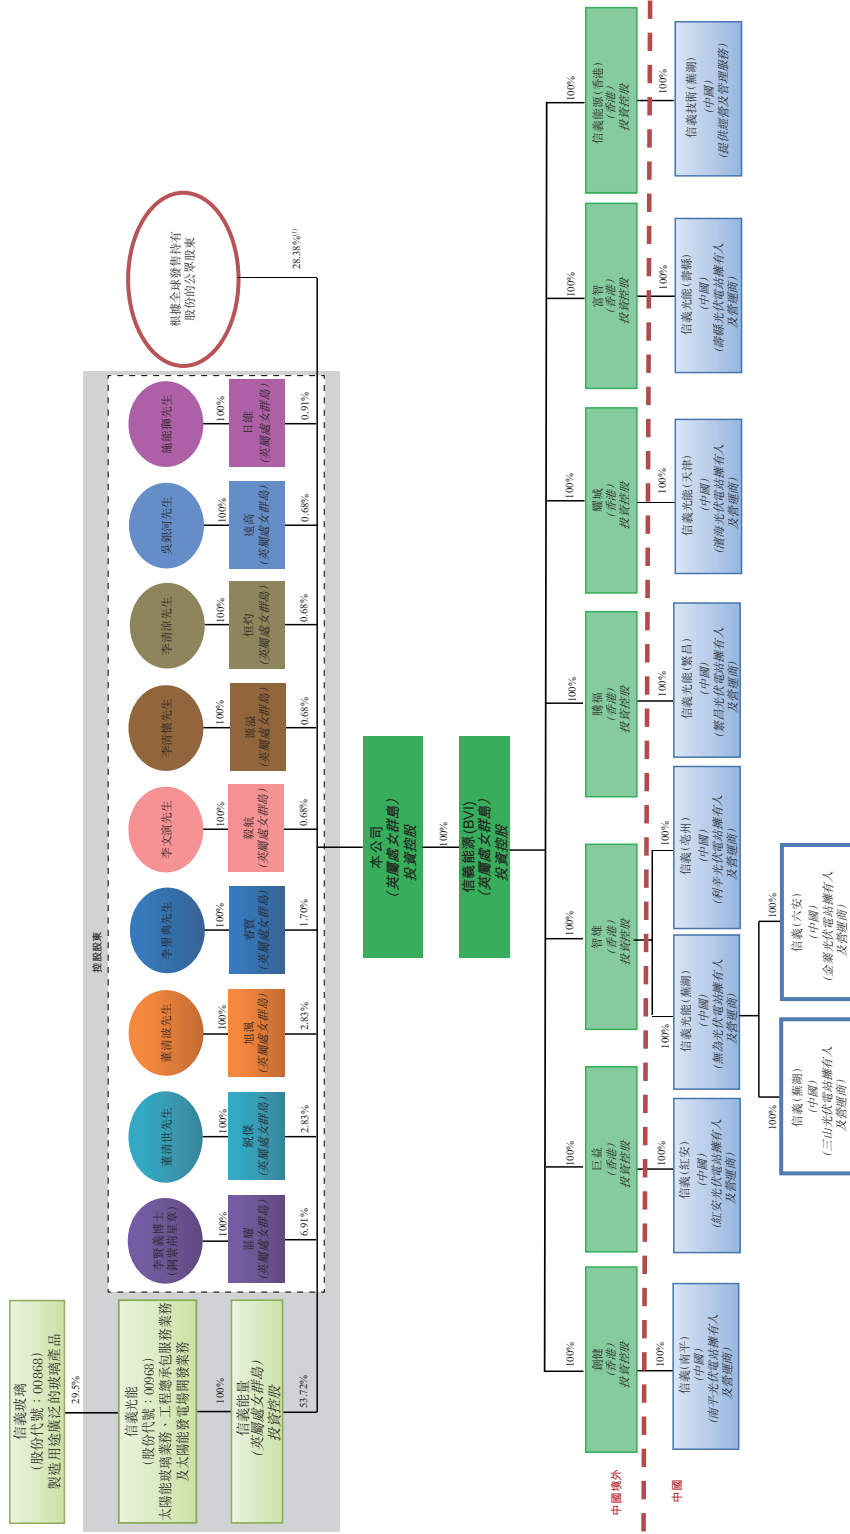 信義玻璃
(股份代號：00868)
製造用途廣泛的玻璃產品
29.5%
控股股東
信義光能
(股份代號：00968)
太陽能玻璃業務、工程總承包服務業務
及太陽能發電場開發業務
100%
信義能量
(英屬處女群島)
投資控股
53.72%
李賢義博士
(銅紫荊星章)
100%
湛耀
(英屬處女群島)
6.91%
董清世先生
100%
銳傑
(英屬處女群島)
2.83%
董清波先生
100%
旭溫
(英屬處女群島)
2.83%
李聖典先生
100%
睿寶
(英屬處女群島)
1.70%
李文演先生
100%
毅航
(英屬處女群島)
0.68%
李清懷先生
100%
源溢
(英屬處女群島)
0.68%
李清涼先生
100%
恒灼
(英屬處女群島)
0.68%
吳銀河先生
100%
遠高
(英屬處女群島)
0.68%
施能獅先生
100%
日維
(英屬處女群島)
0.91%
根據全球發售持有
股份的公眾股東
28.38%(1)
本公司
(英屬處女群島)
投資控股
100%
信義能源(BVI)
(英屬處女群島)
投資控股
100%
創健
(香港)
投資控股
100%
巨益
(香港)
投資控股
100%
智雄
(香港)
投資控股
100%
騰福
(香港)
投資控股
100%
耀城
(香港)
投資控股
100%
富智
(香港)
投資控股
100%
信義能源(香港)
(香港)
投資控股
中國境外
中國
100%
信義(南平)
(中國)
(南平光伏電站擁有人
及營運商)
100%
信義(紅安)
(中國)
(紅安光伏電站擁有人
及營運商)
100%
信義光能(蕪湖)
(中國)
(無為光伏電站擁有人
及營運商)
100%
信義(亳州)
(中國)
(利辛光伏電站擁有人
及營運商)
100%
信義光能(繁昌)
(中國)
(繁昌光伏電站擁有人
及營運商)
100%
信義光能(天津)
(中國)
(濱海光伏電站擁有人
及營運商)
100%
信義光能(壽縣)
(中國)
(壽縣光伏電站擁有人
及營運商)
100%
信義技術(蕪湖)
(中國)
(提供經營及管理服務)
100%
信義(蕪湖)
(中國)
(三山光伏電站擁有人
及營運商)
100%
信義(六安)
(中國)
(金寨光伏電站擁有人
及營運商)